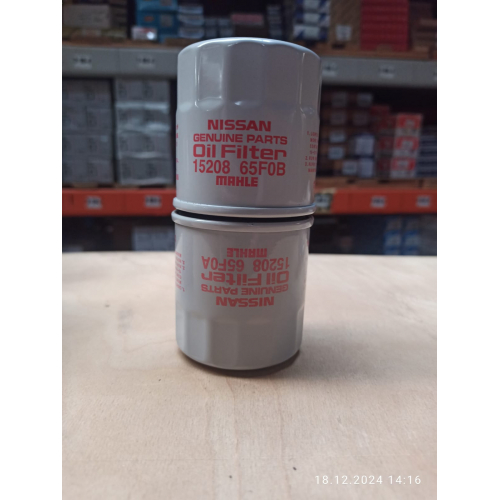 NISSAN
GENUINE PARTS
Oil Filter
15208 65F0B
MAHLE
MAHLE
15208 65F0A
Oil Filter
GENUINE PARTS
NISSAN
18.12.2024 14:16